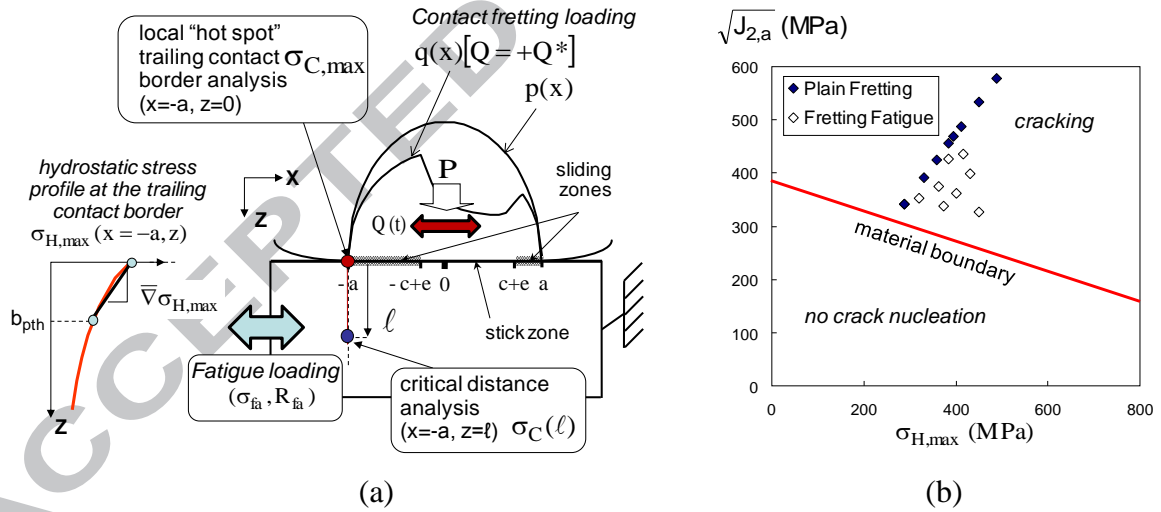 local “hot spot”
trailing contact σC,max
border analysis
(x=-a, z=0)
Contact fretting loading
q(x)[Q = +Q*]
p(x)
hydrostatic stress
profile at the trailing
contact border
σH,max (x = −a, z)
X
Z
P
Q (t)
sliding
zones
- a
- c+e
0
c+e
a
∇̅σH,max
bpth
Z
ℓ
stick zone
Fatigue loading
(σfa, Rfa)
critical distance
analysis
(x=-a, z=ℓ) σC(ℓ)
ACCEPTED
(a)
√J2,a (MPa)
600
500
400
300
200
100
0
Plain Fretting
Fretting Fatigue
cracking
material boundary
no crack nucleation
0
200
400
600
800
σH,max (MPa)
(b)